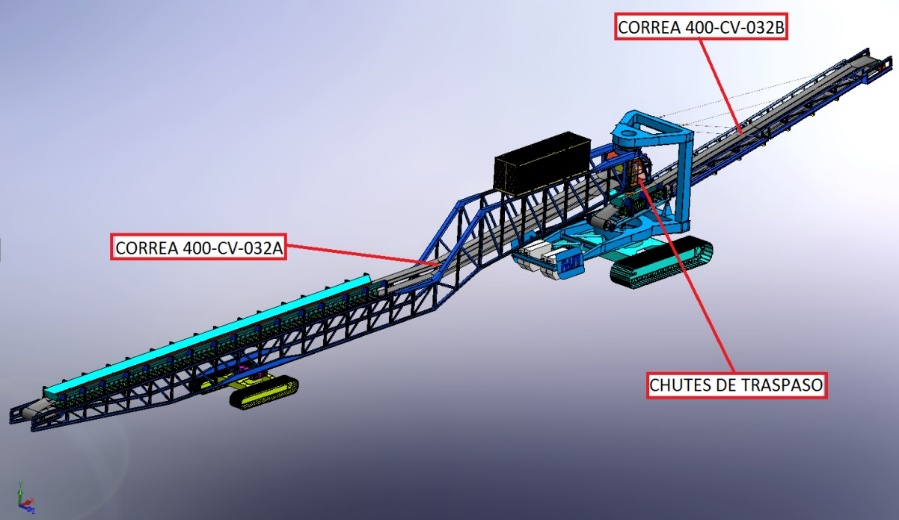 CORREA 400-CV-032B
CORREA 400-CV-032A
CHUTES DE TRASPASO